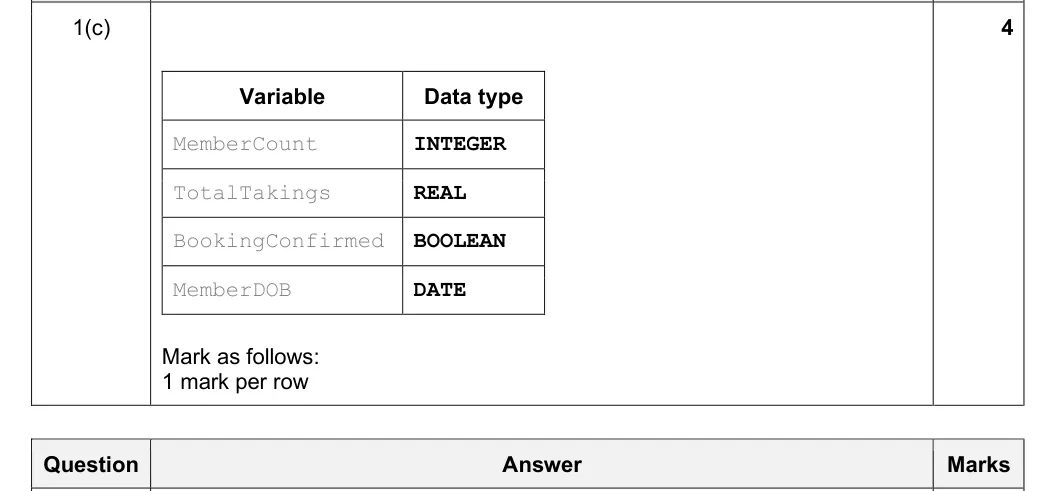 1(c) 4
Variable Data type
MemberCount INTEGER
TotalTakings REAL
BookingConfirmed BOOLEAN
MemberDOB DATE
Mark as follows:
1 mark per row
Question Answer Marks